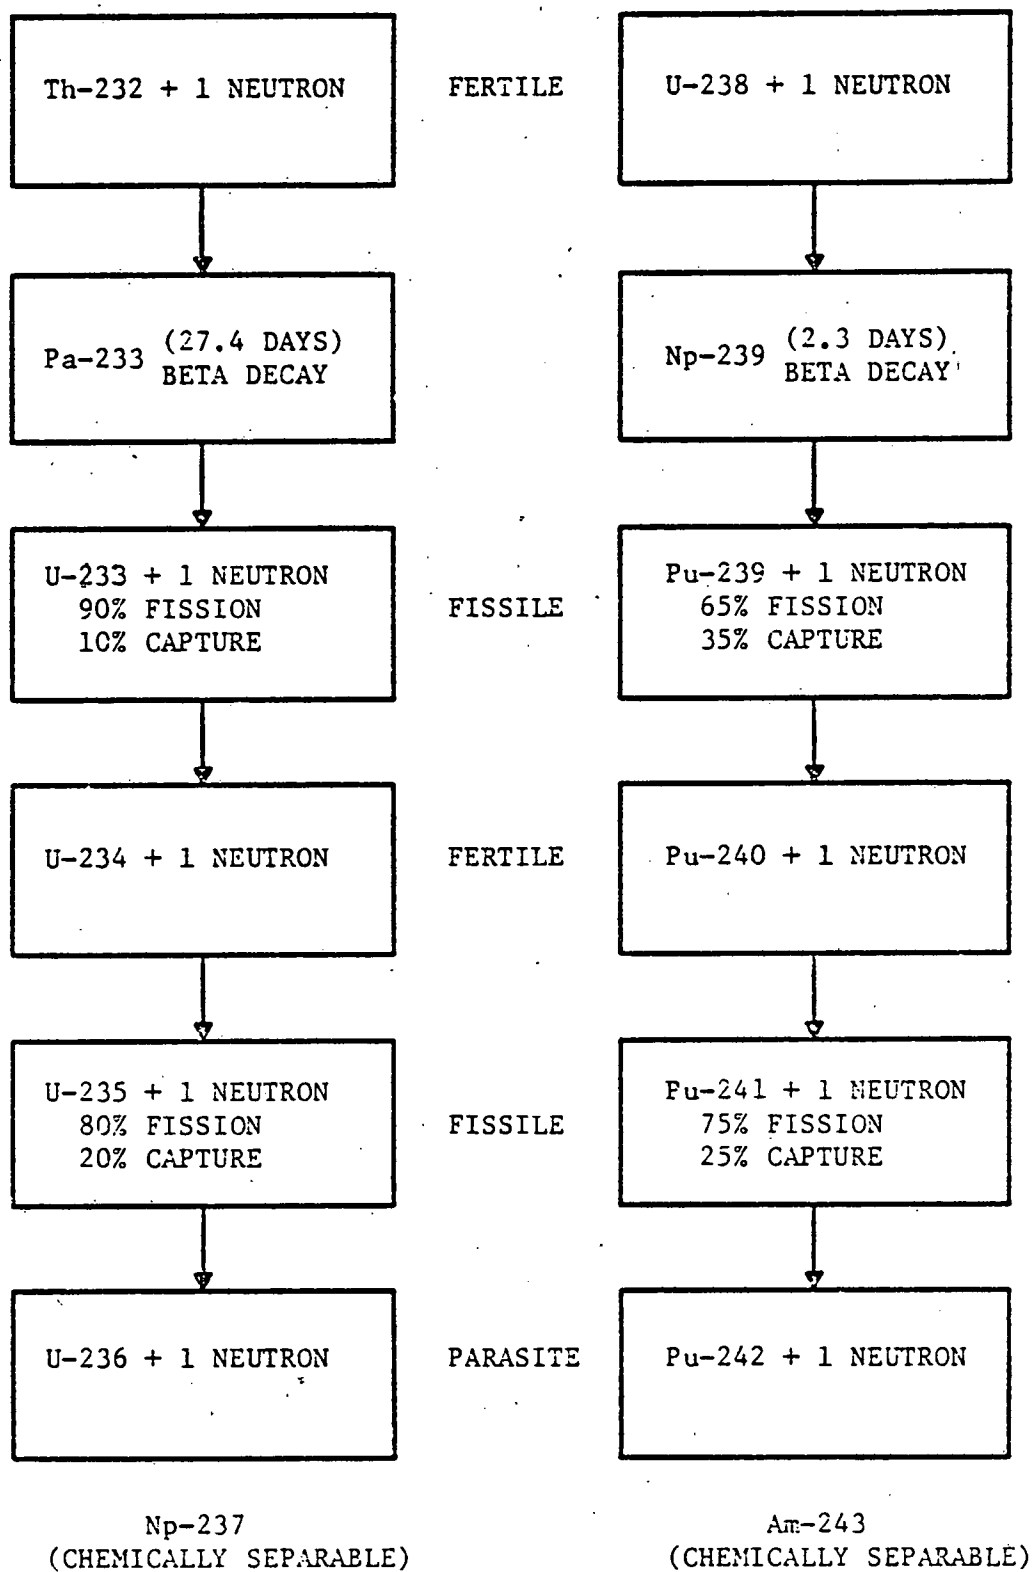 Th-232 + 1 NEUTRON
FERTILE
U-238 + 1 NEUTRON
Pa-233 (27.4 DAYS)
BETA DECAY
Np-239 (2.3 DAYS)
BETA DECAY
U-233 + 1 NEUTRON
90% FISSION
10% CAPTURE
FISSILE
Pu-239 + 1 NEUTRON
65% FISSION
35% CAPTURE
U-234 + 1 NEUTRON
FERTILE
Pu-240 + 1 NEUTRON
U-235 + 1 NEUTRON
80% FISSION
20% CAPTURE
FISSILE
Pu-241 + 1 NEUTRON
75% FISSION
25% CAPTURE
U-236 + 1 NEUTRON
PARASITE
Pu-242 + 1 NEUTRON
Np-237
(CHEMICALLY SEPARABLE)
Am-243
(CHEMICALLY SEPARABLE)